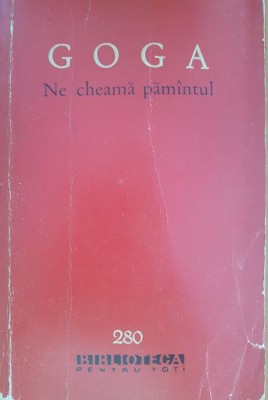 GOGA
Ne cheamă pămîntul
280
BIBLIOTECA
PENTRU TOȚI